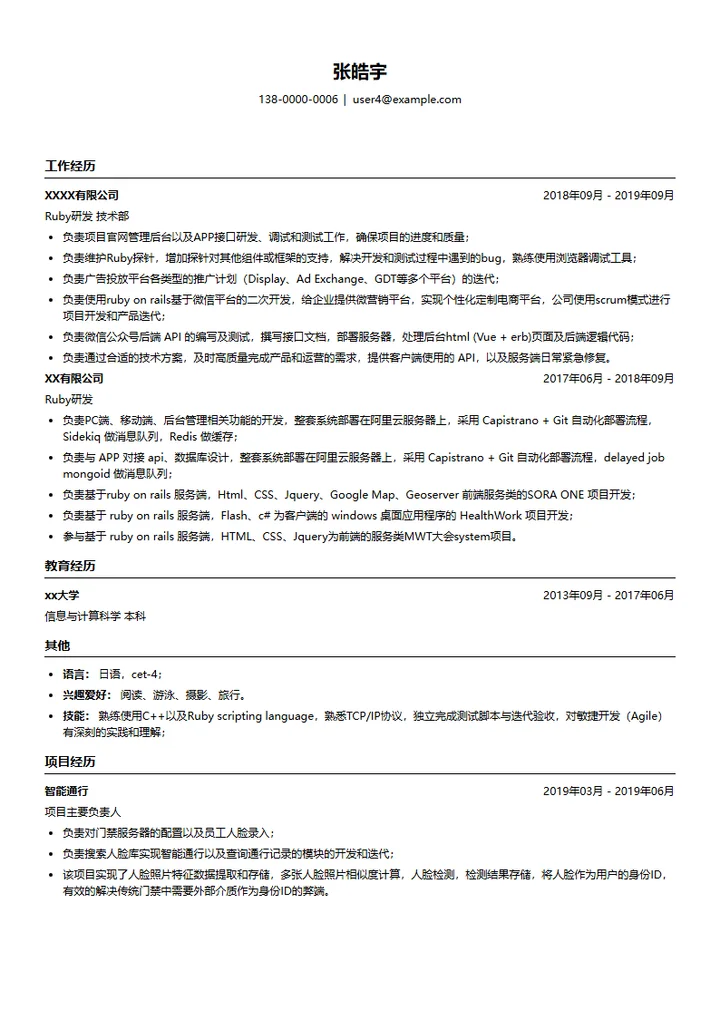 张皓宇
138-0000-0006 | user4@example.com
工作经历
XXXX有限公司 2018年09月 - 2019年09月
Ruby研发 技术部
• 负责项目官网管理后台以及APP接口研发、调试和测试工作，确保项目的进度和质量；
• 负责维护Ruby探针，增加探针对其他组件或框架的支持，解决开发和测试过程中遇到的bug，熟练使用浏览器调试工具；
• 负责广告投放平台各类型的推广计划（Display、Ad Exchange、GDT等多个平台）的迭代；
• 负责使用ruby on rails基于微信平台的二次开发，给企业提供微营销平台，实现个性化定制电商平台，公司使用scrum模式进行
项目开发和产品迭代；
• 负责微信公众号后端 API 的编写及测试，撰写接口文档，部署服务器，处理后台html (Vue + erb)页面及后端逻辑代码；
• 负责通过合适的技术方案，及时高质量完成产品和运营的需求，提供客户端使用的 API，以及服务端日常紧急修复。
XX有限公司 2017年06月 - 2018年09月
Ruby研发
• 负责PC端、移动端、后台管理相关功能的开发，整套系统部署在阿里云服务器上，采用 Capistrano + Git 自动化部署流程，
Sidekiq 做消息队列，Redis 做缓存；
• 负责与 APP 对接 api、数据库设计，整套系统部署在阿里云服务器上，采用 Capistrano + Git 自动化部署流程，delayed job
mongoid 做消息队列；
• 负责基于ruby on rails 服务端，Html、CSS、Jquery、Google Map、Geoserver 前端服务类的SORA ONE 项目开发；
• 负责基于 ruby on rails 服务端，Flash、c# 为客户端的 windows 桌面应用程序的 HealthWork 项目开发；
• 参与基于 ruby on rails 服务端，HTML、CSS、Jquery为前端的服务类MWT大会system项目。
教育经历
xx大学 2013年09月 - 2017年06月
信息与计算科学 本科
其他
• 语言： 日语，cet-4；
• 兴趣爱好： 阅读、游泳、摄影、旅行。
• 技能： 熟练使用C++以及Ruby scripting language，熟悉TCP/IP协议，独立完成测试脚本与迭代验收，对敏捷开发（Agile）
有深刻的实践和理解；
项目经历
智能通行 2019年03月 - 2019年06月
项目主要负责人
• 负责对门禁服务器的配置以及员工人脸录入；
• 负责搜索人脸库实现智能通行以及查询通行记录的模块的开发和迭代；
• 该项目实现了人脸照片特征数据提取和存储，多张人脸照片相似度计算，人脸检测，检测结果存储，将人脸作为用户的身份ID，
有效的解决传统门禁中需要外部介质作为身份ID的弊端。